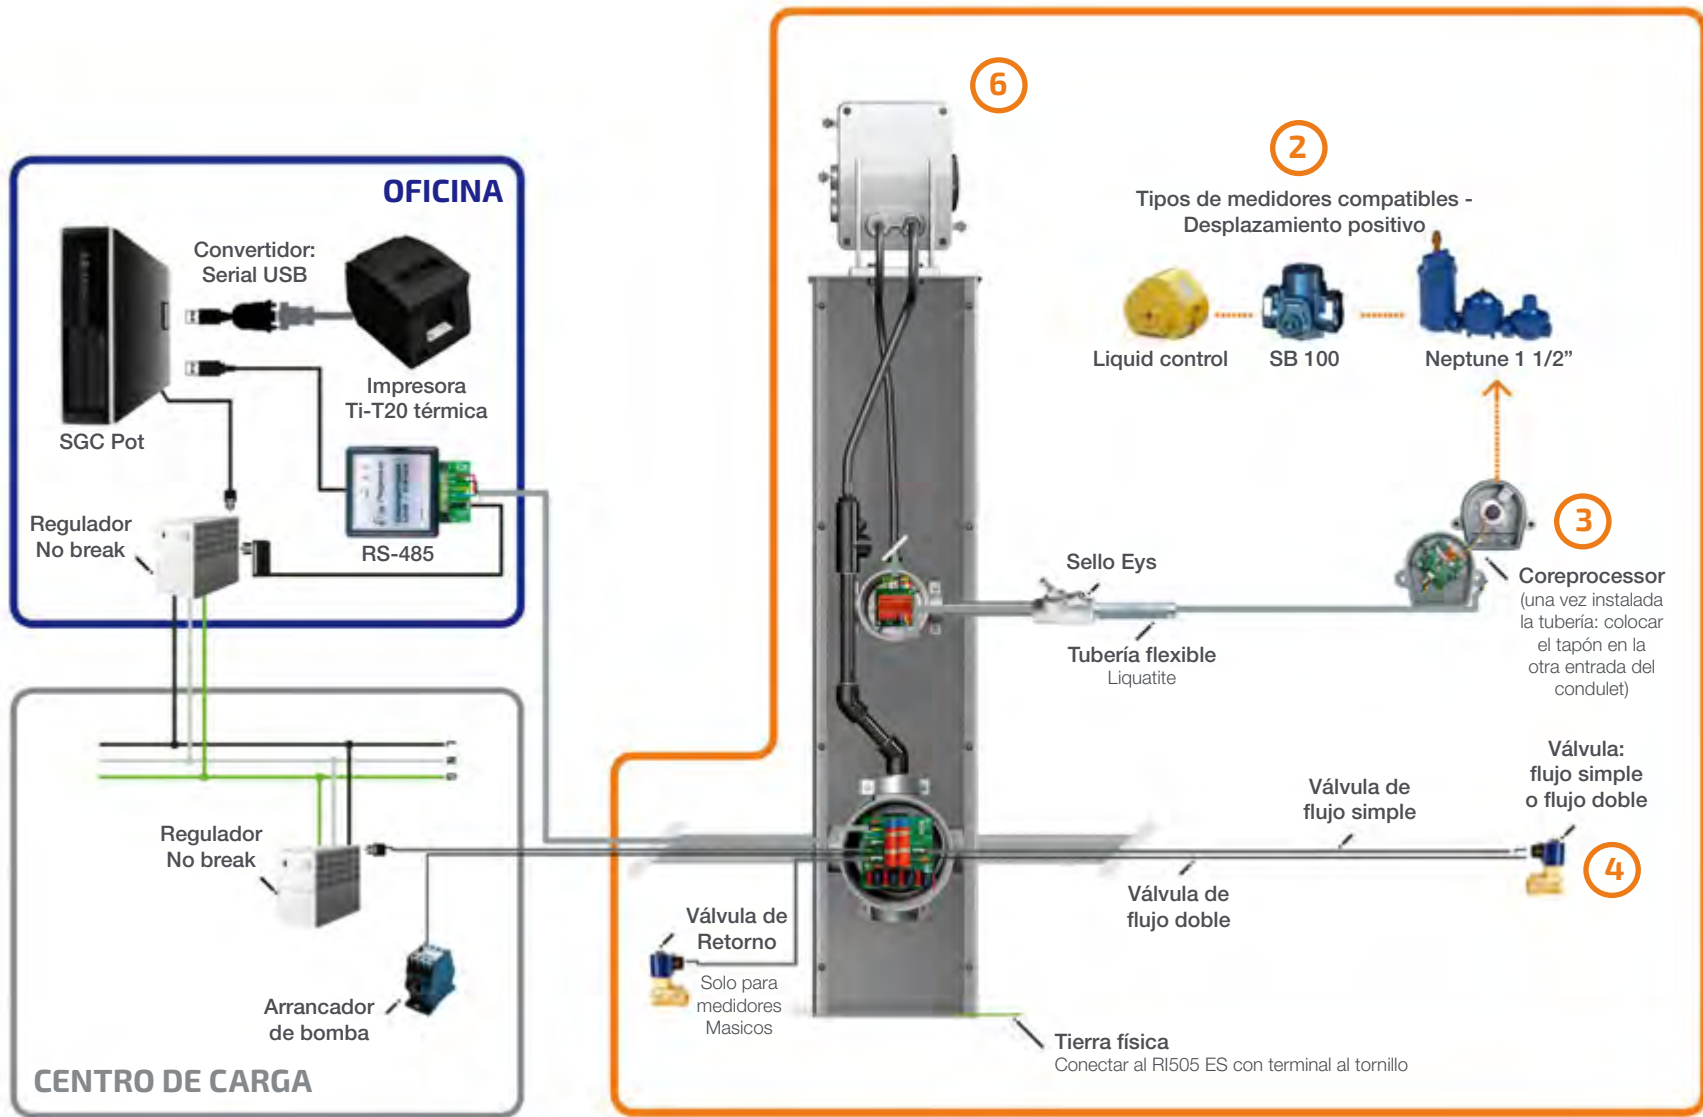 OFICINA
Convertidor:
Serial USB
Impresora
Ti-T20 térmica
SGC Pot
Regulador
No break
RS-485
L
N
G
Regulador
No break
Arrancador
de bomba
CENTRO DE CARGA
6
2
Tipos de medidores compatibles -
Desplazamiento positivo
Liquid control
SB 100
Neptune 1 1/2”
3
Coreprocessor
(una vez instalada
la tubería: colocar
el tapón en la
otra entrada del
condulet)
Sello Eys
Tubería flexible
Liquatite
Válvula:
flujo simple
o flujo doble
Válvula de
flujo simple
4
Válvula de
flujo doble
Válvula de
Retorno
Solo para
medidores
Masicos
Tierra física
Conectar al RI505 ES con terminal al tornillo